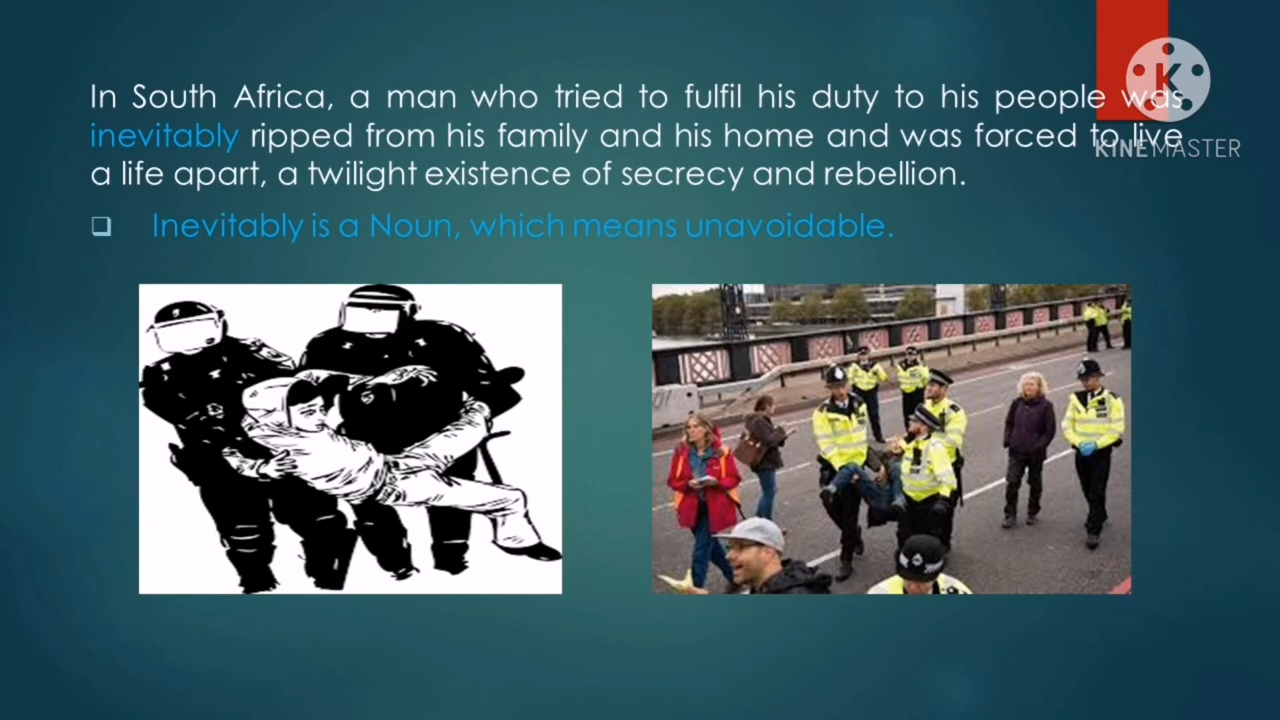 In South Africa, a man who tried to fulfil his duty to his people was
inevitably ripped from his family and his home and was forced to live
a life apart, a twilight existence of secrecy and rebellion.
Inevitably is a Noun, which means unavoidable.
K
KINEMASTER